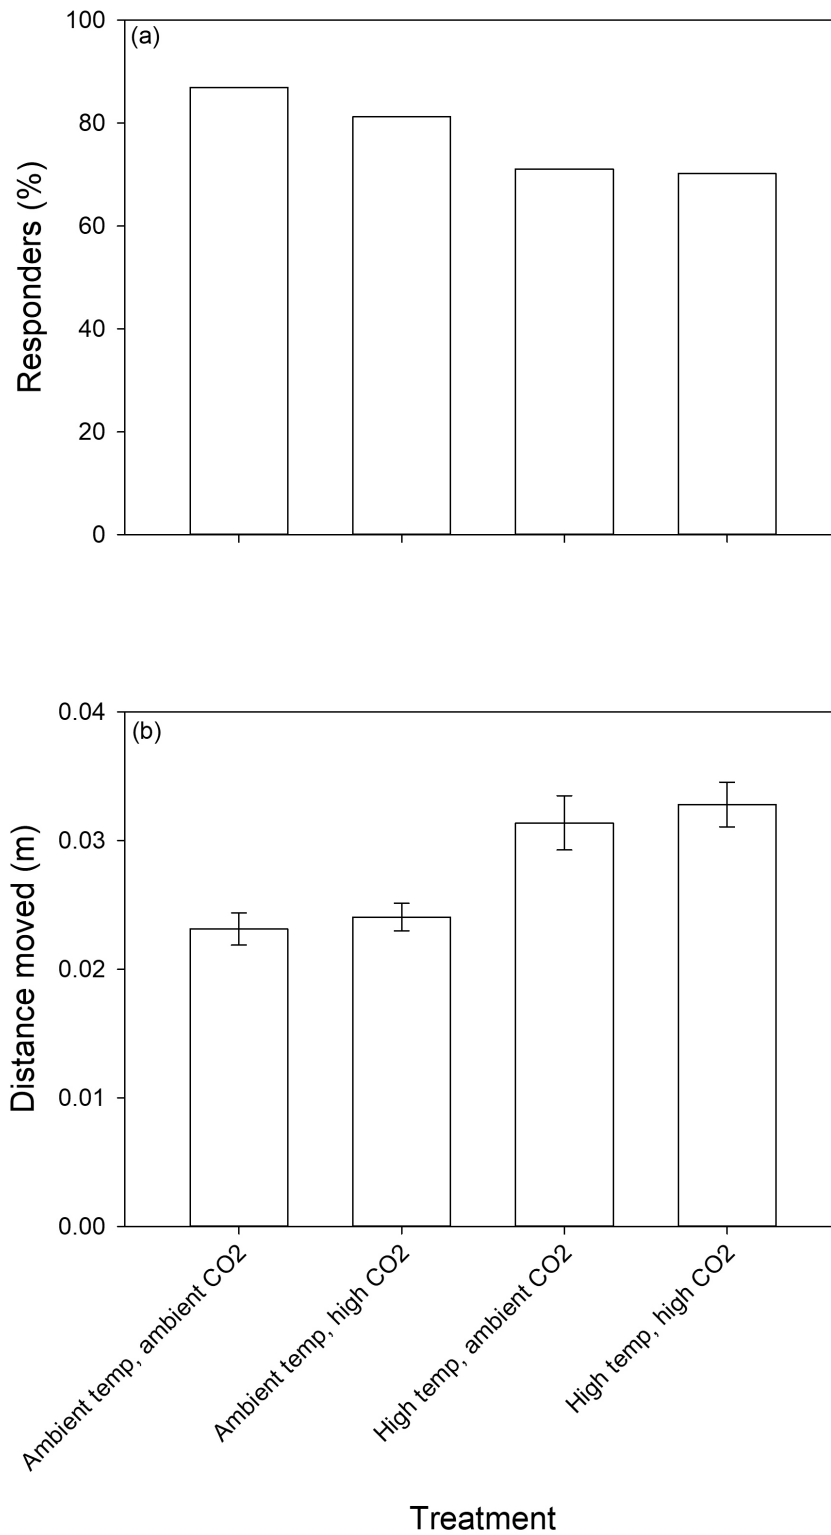 (a)
100
80
60
40
20
0
Responders (%)
(b)
0.04
0.03
0.02
0.01
0.00
Distance moved (m)
Ambient temp, ambient CO2
Ambient temp, high CO2
High temp, ambient CO2
High temp, high CO2
Treatment